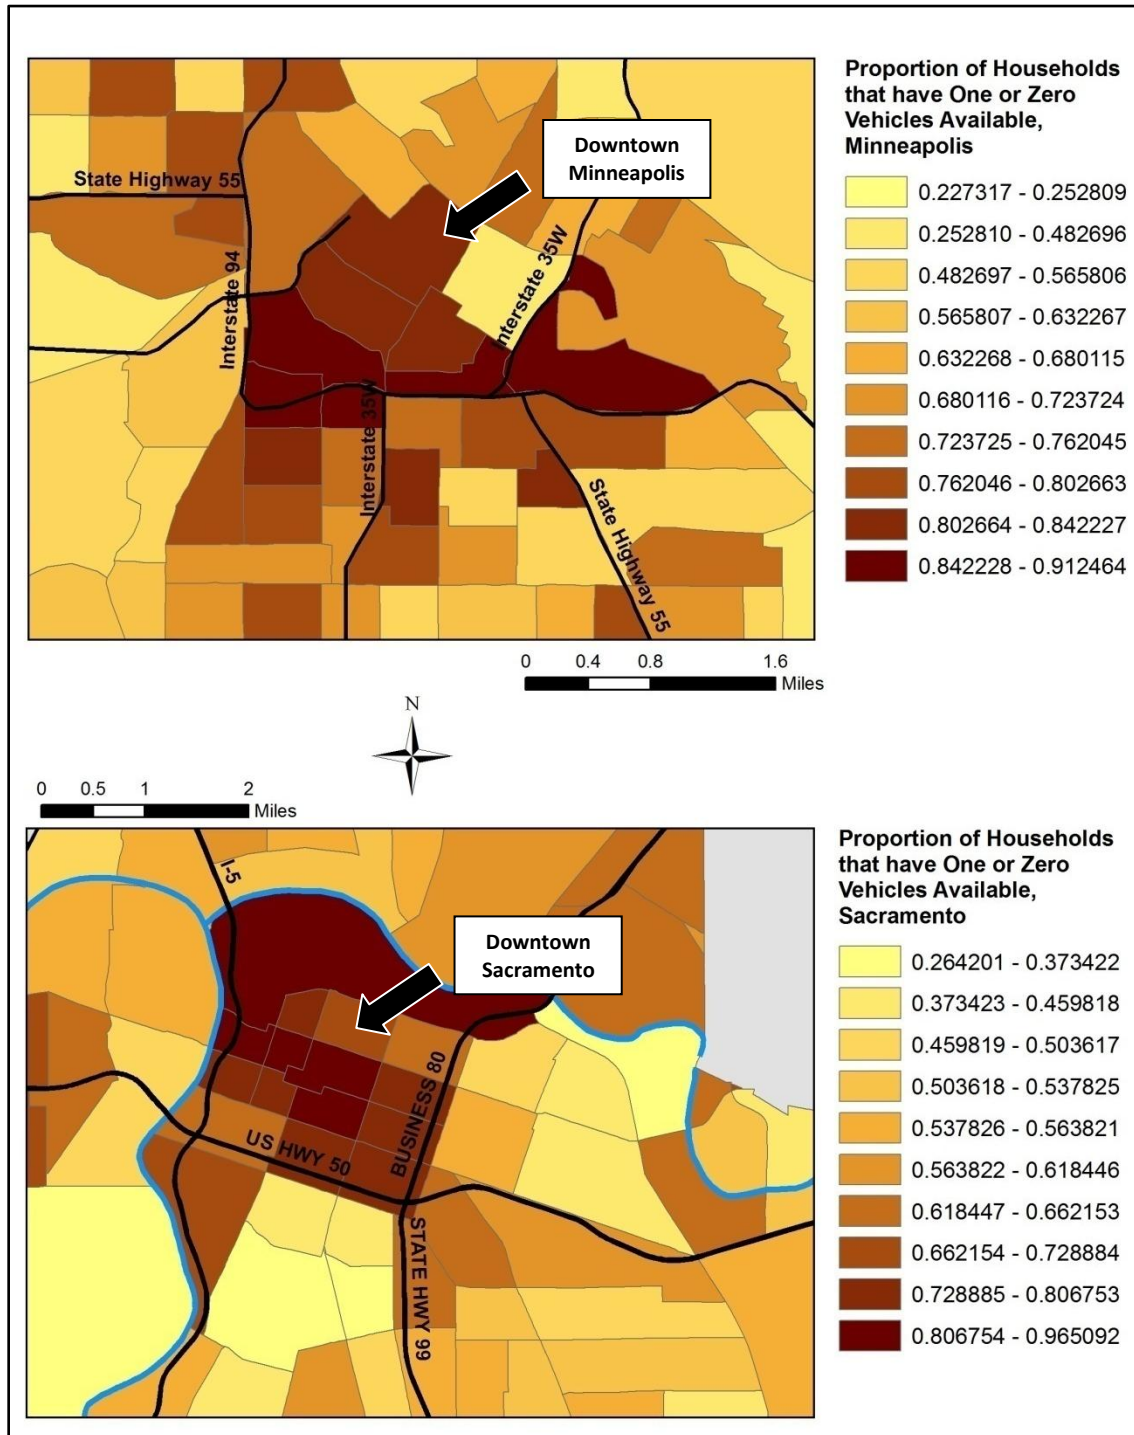 Proportion of Households
that have One or Zero
Vehicles Available,
Minneapolis
0.227317 - 0.252809
0.252810 - 0.482696
0.482697 - 0.565806
0.565807 - 0.632267
0.632268 - 0.680115
0.680116 - 0.723724
0.723725 - 0.762045
0.762046 - 0.802663
0.802664 - 0.842227
0.842228 - 0.912464
Downtown
Minneapolis
State Highway 55
Interstate 94
Interstate 35W
Interstate 35W
State Highway 55
0 0.4 0.8 1.6
Miles
N
0 0.5 1 2
Miles
Proportion of Households
that have One or Zero
Vehicles Available,
Sacramento
0.264201 - 0.373422
0.373423 - 0.459818
0.459819 - 0.503617
0.503618 - 0.537825
0.537826 - 0.563821
0.563822 - 0.618446
0.618447 - 0.662153
0.662154 - 0.728884
0.728885 - 0.806753
0.806754 - 0.965092
I-5
Downtown
Sacramento
BUSINESS 80
US HWY 50
STATE HWY 99